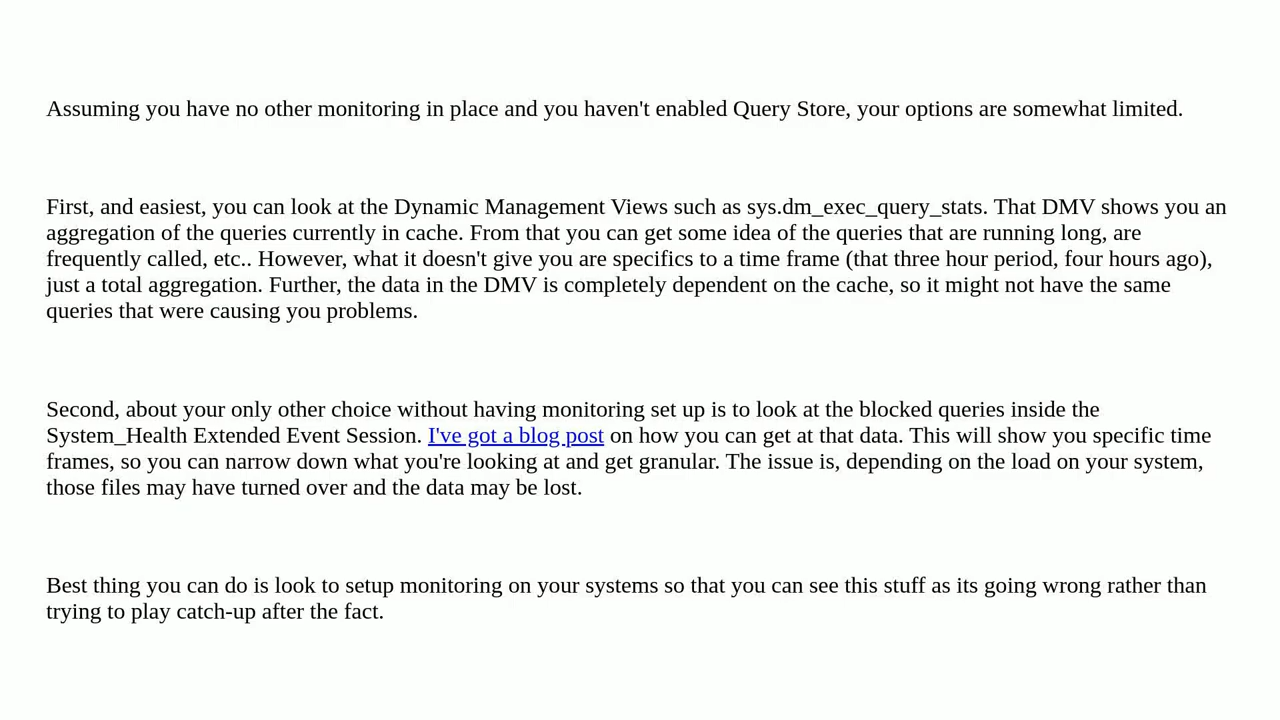 Assuming you have no other monitoring in place and you haven't enabled Query Store, your options are somewhat limited.
First, and easiest, you can look at the Dynamic Management Views such as sys.dm_exec_query_stats. That DMV shows you an
aggregation of the queries currently in cache. From that you can get some idea of the queries that are running long, are
frequently called, etc.. However, what it doesn't give you are specifics to a time frame (that three hour period, four hours ago),
just a total aggregation. Further, the data in the DMV is completely dependent on the cache, so it might not have the same
queries that were causing you problems.
Second, about your only other choice without having monitoring set up is to look at the blocked queries inside the
System_Health Extended Event Session. I've got a blog post on how you can get at that data. This will show you specific time
frames, so you can narrow down what you're looking at and get granular. The issue is, depending on the load on your system,
those files may have turned over and the data may be lost.
Best thing you can do is look to setup monitoring on your systems so that you can see this stuff as its going wrong rather than
trying to play catch-up after the fact.